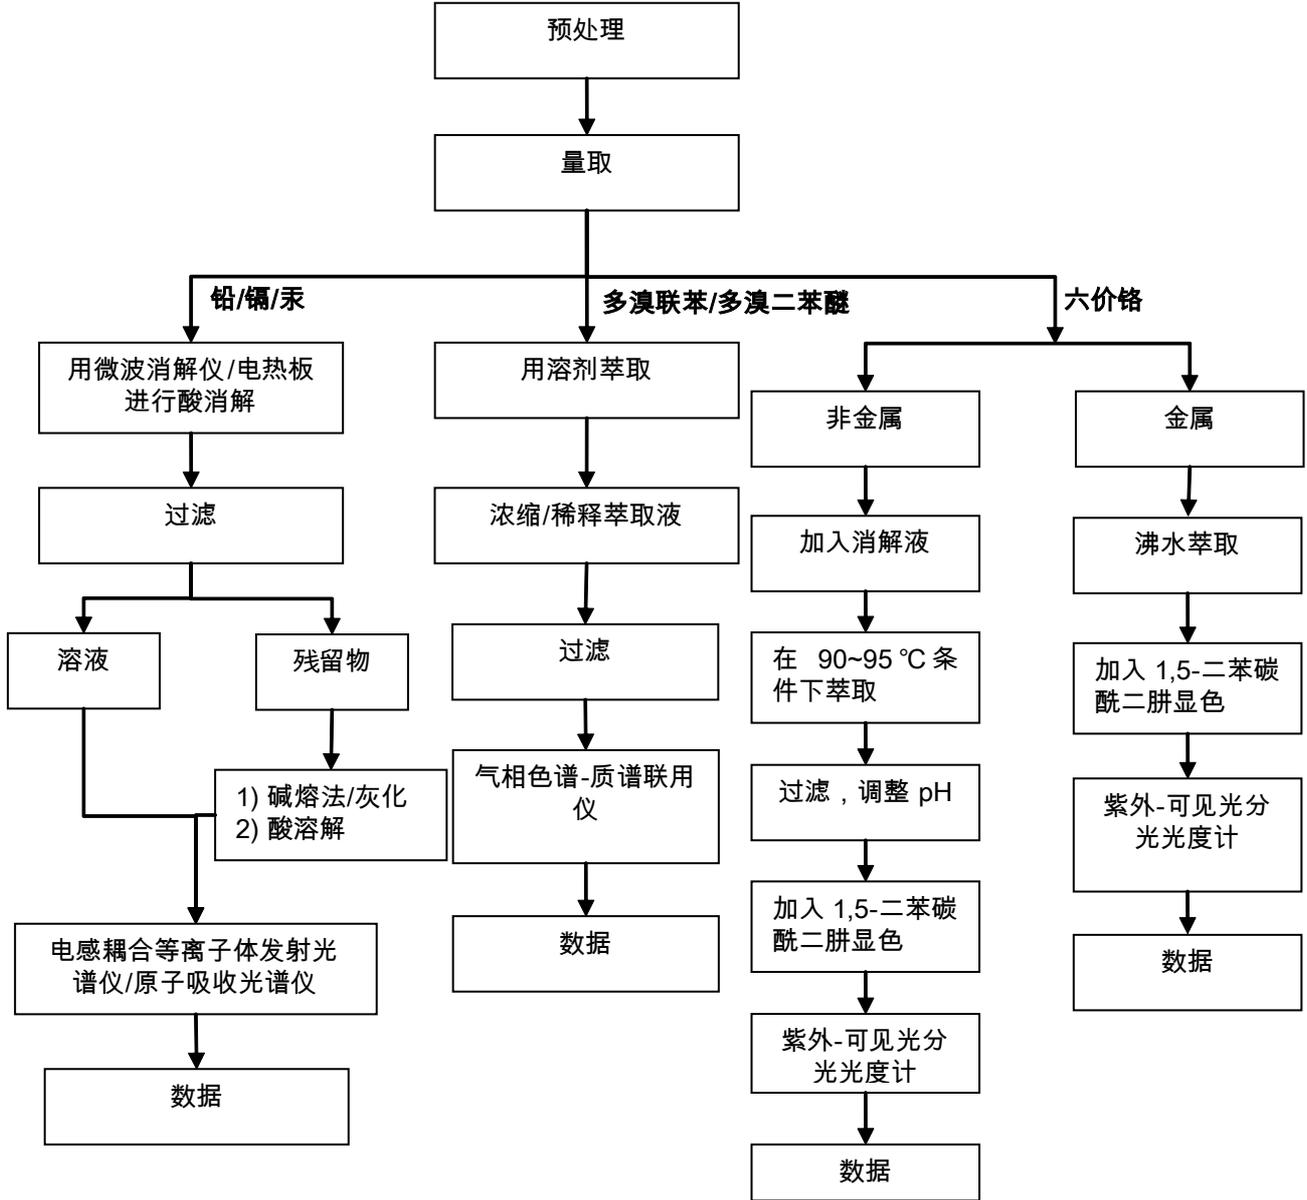 预处理
量取
铅/镉/汞
多溴联苯/多溴二苯醚
六价铬
用微波消解仪/电热板
进行酸消解
过滤
溶液
残留物
1) 碱熔法/灰化
2) 酸溶解
电感耦合等离子体发射光
谱仪/原子吸收光谱仪
数据
用溶剂萃取
浓缩/稀释萃取液
过滤
气相色谱-质谱联用
仪
数据
非金属
加入消解液
在 90~95 ℃ 条
件下萃取
过滤，调整 pH
加入 1,5-二苯碳
酰二肼显色
紫外-可见光分
光光度计
数据
金属
沸水萃取
加入 1,5-二苯碳
酰二肼显色
紫外-可见光分
光光度计
数据